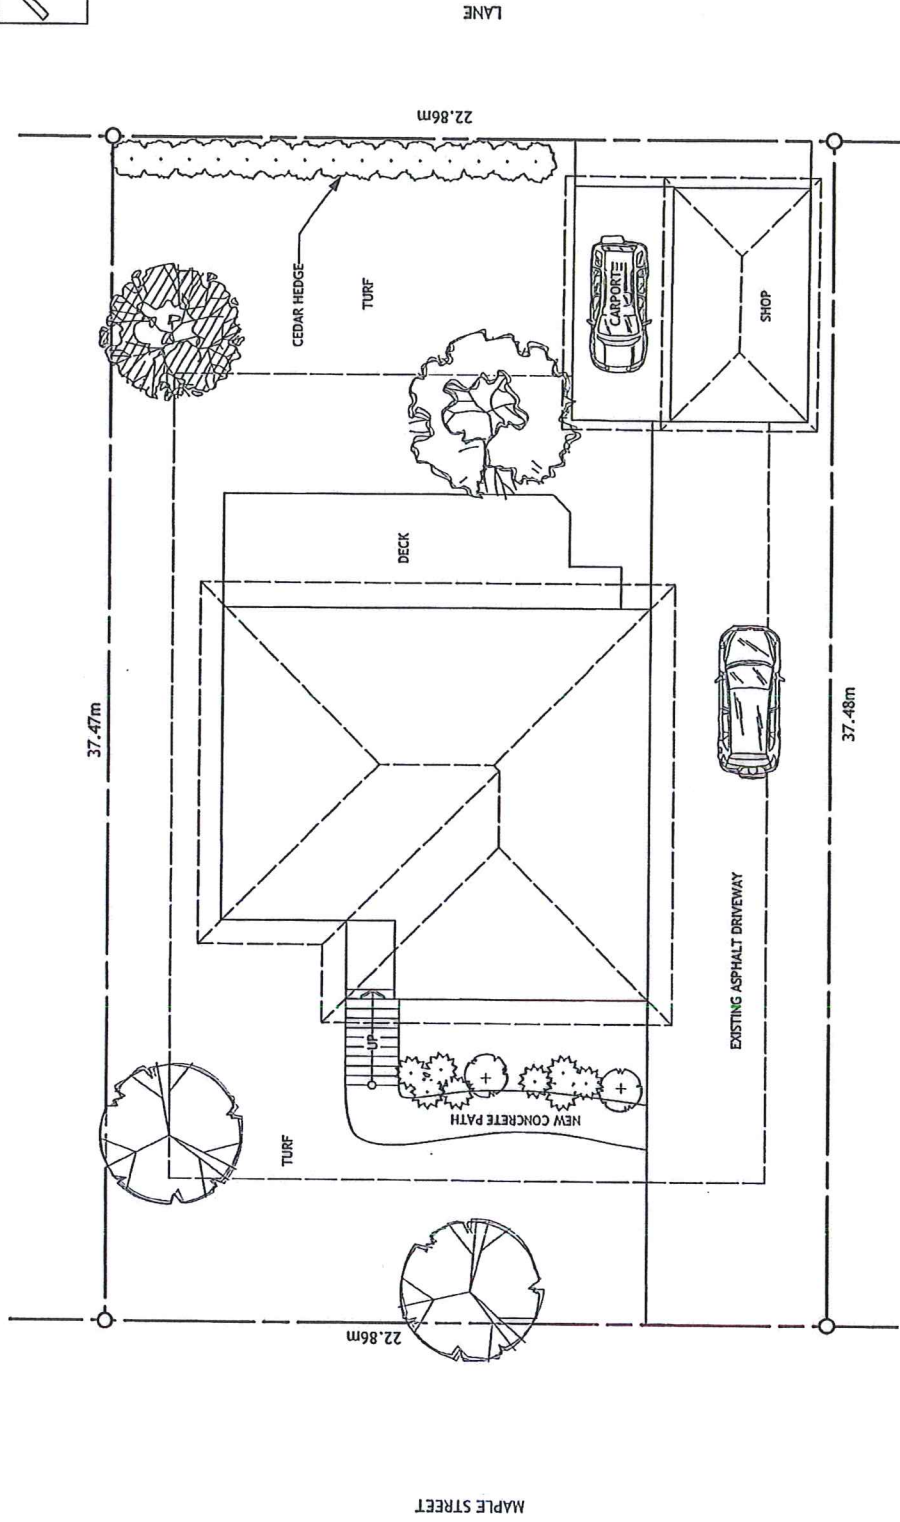 LANE
22.86m
CEDAR HEDGE
TURF
CARPORT
SHOP
DECK
37.47m
37.48m
EXISTING ASPHALT DRIVEWAY
UP
NEW CONCRETE PATH
TURF
22.86m
MAPLE STREET